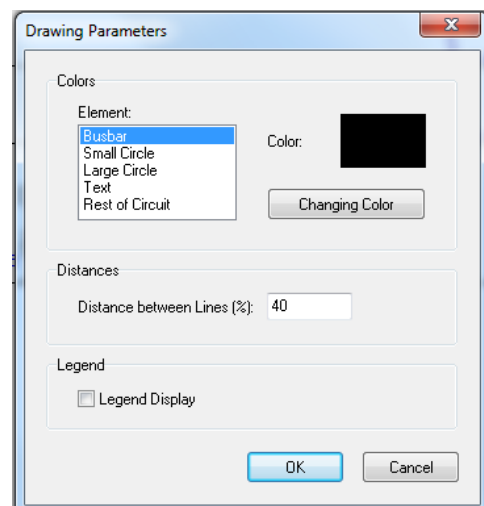 Drawing Parameters
Colors
Element:
Busbar
Small Circle
Large Circle
Text
Rest of Circuit
Color:
Changing Color
Distances
Distance between Lines (%): 40
Legend
Legend Display
OK Cancel